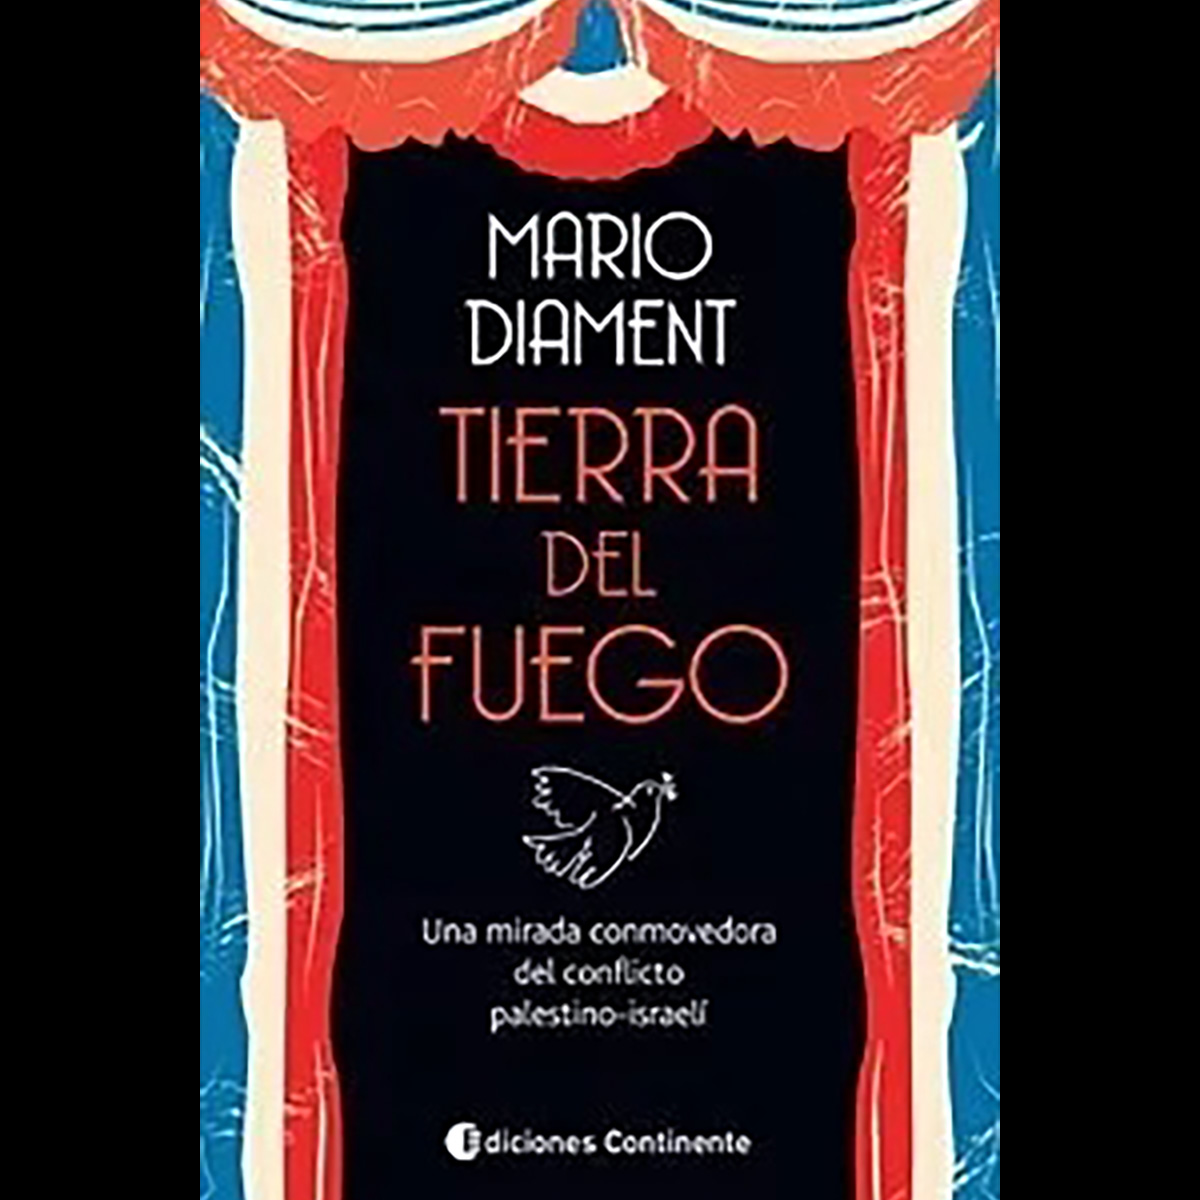 MARIO
DIAMENT
TIERRA
DEL
FUEGO
Una mirada conmovedora
del conflicto
palestino-israelí
Ediciones Continente